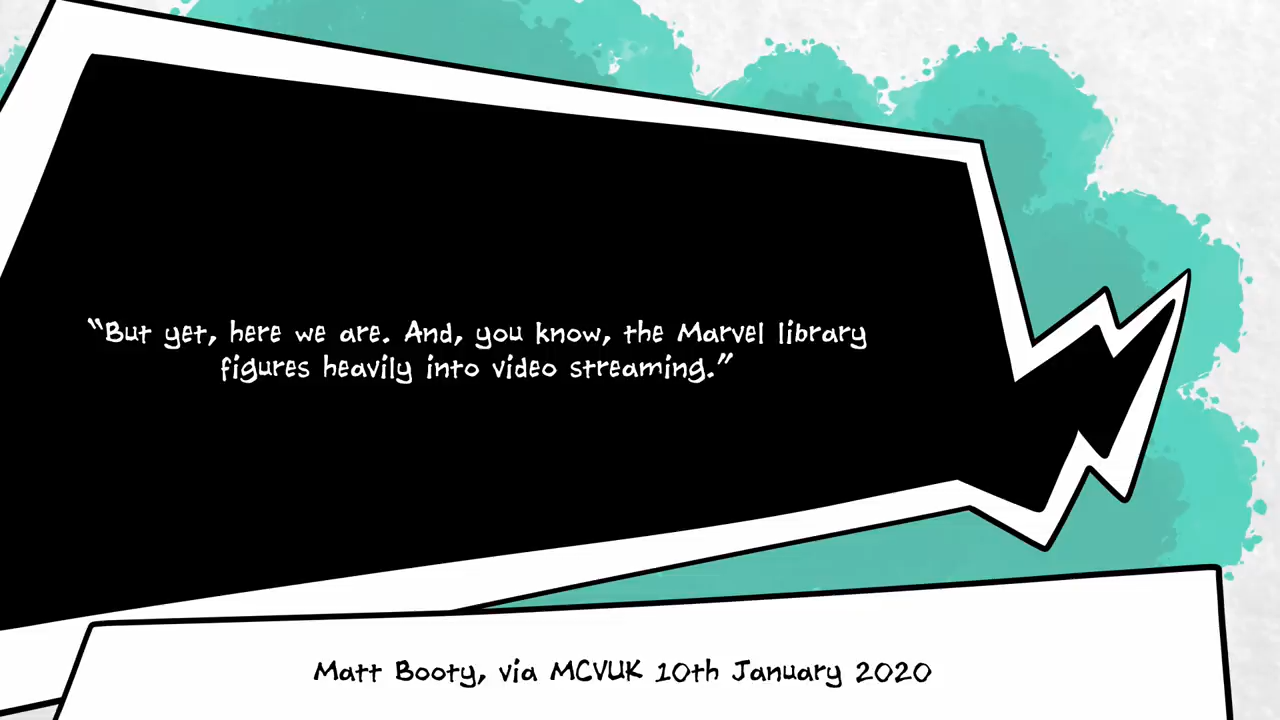 “But yet, here we are. And, you know, the Marvel library
figures heavily into video streaming.”
Matt Booty, via MCVUK 10th January 2020